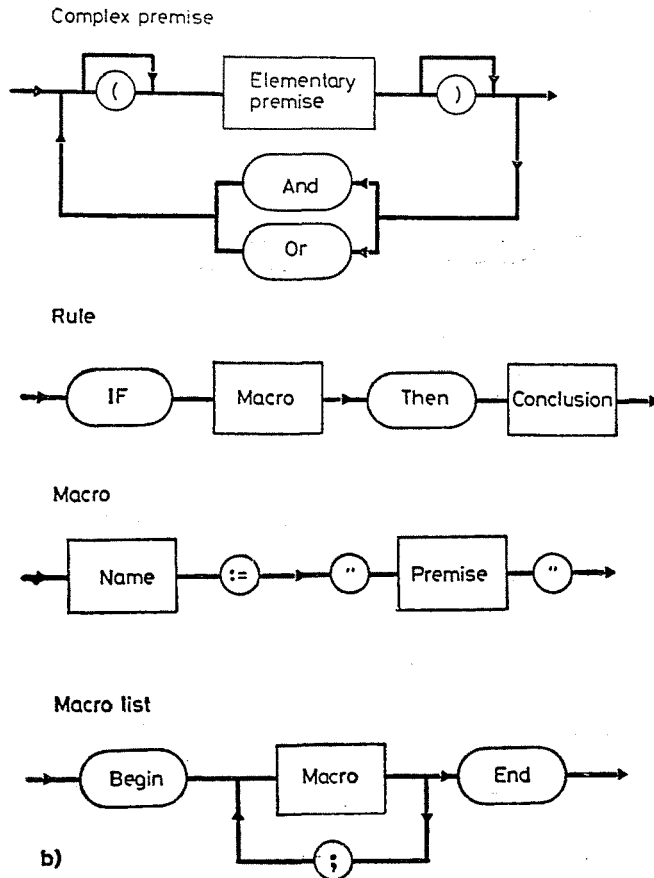 Complex premise
( Elementary premise )
And
Or
Rule
IF Macro Then Conclusion
Macro
Name := " Premise "
Macro list
Begin Macro End
;
b)